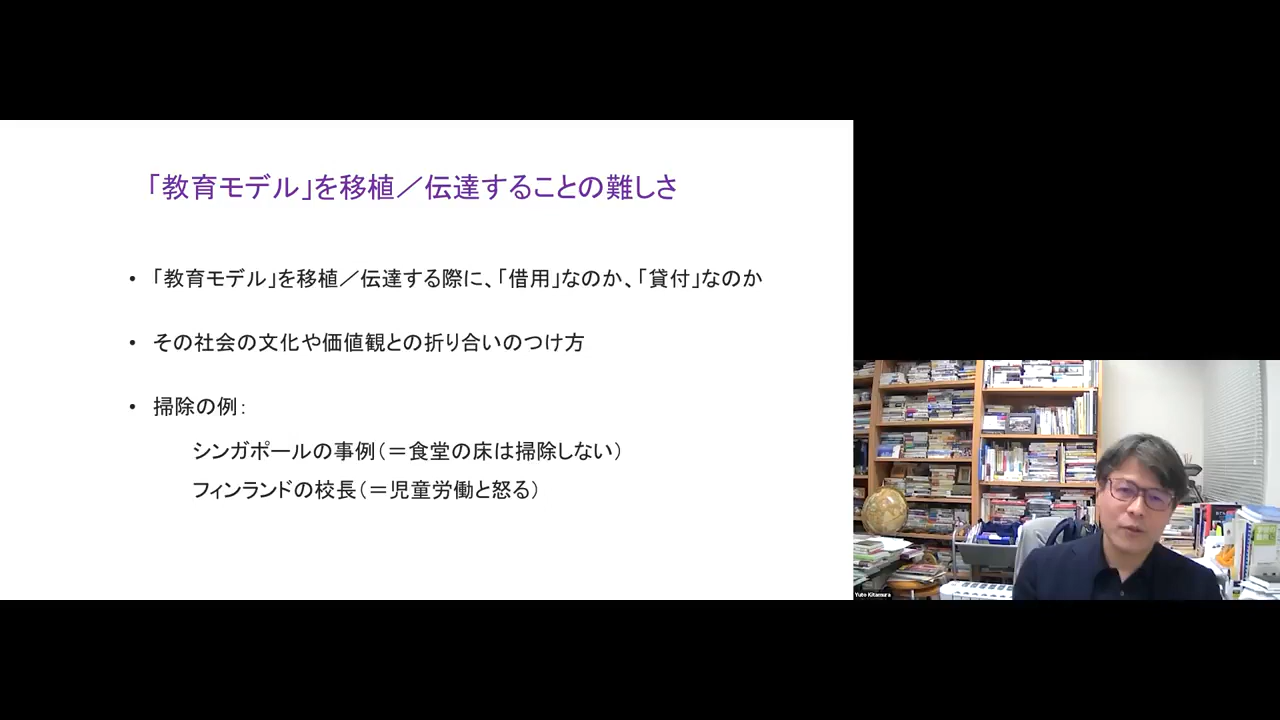 「教育モデル」を移植／伝達することの難しさ
• 「教育モデル」を移植／伝達する際に、「借用」なのか、「貸付」なのか
• その社会の文化や価値観との折り合いのつけ方
• 掃除の例：
シンガポールの事例（＝食堂の床は掃除しない）
フィンランドの校長（＝児童労働と怒る）
Yuto Kitamura